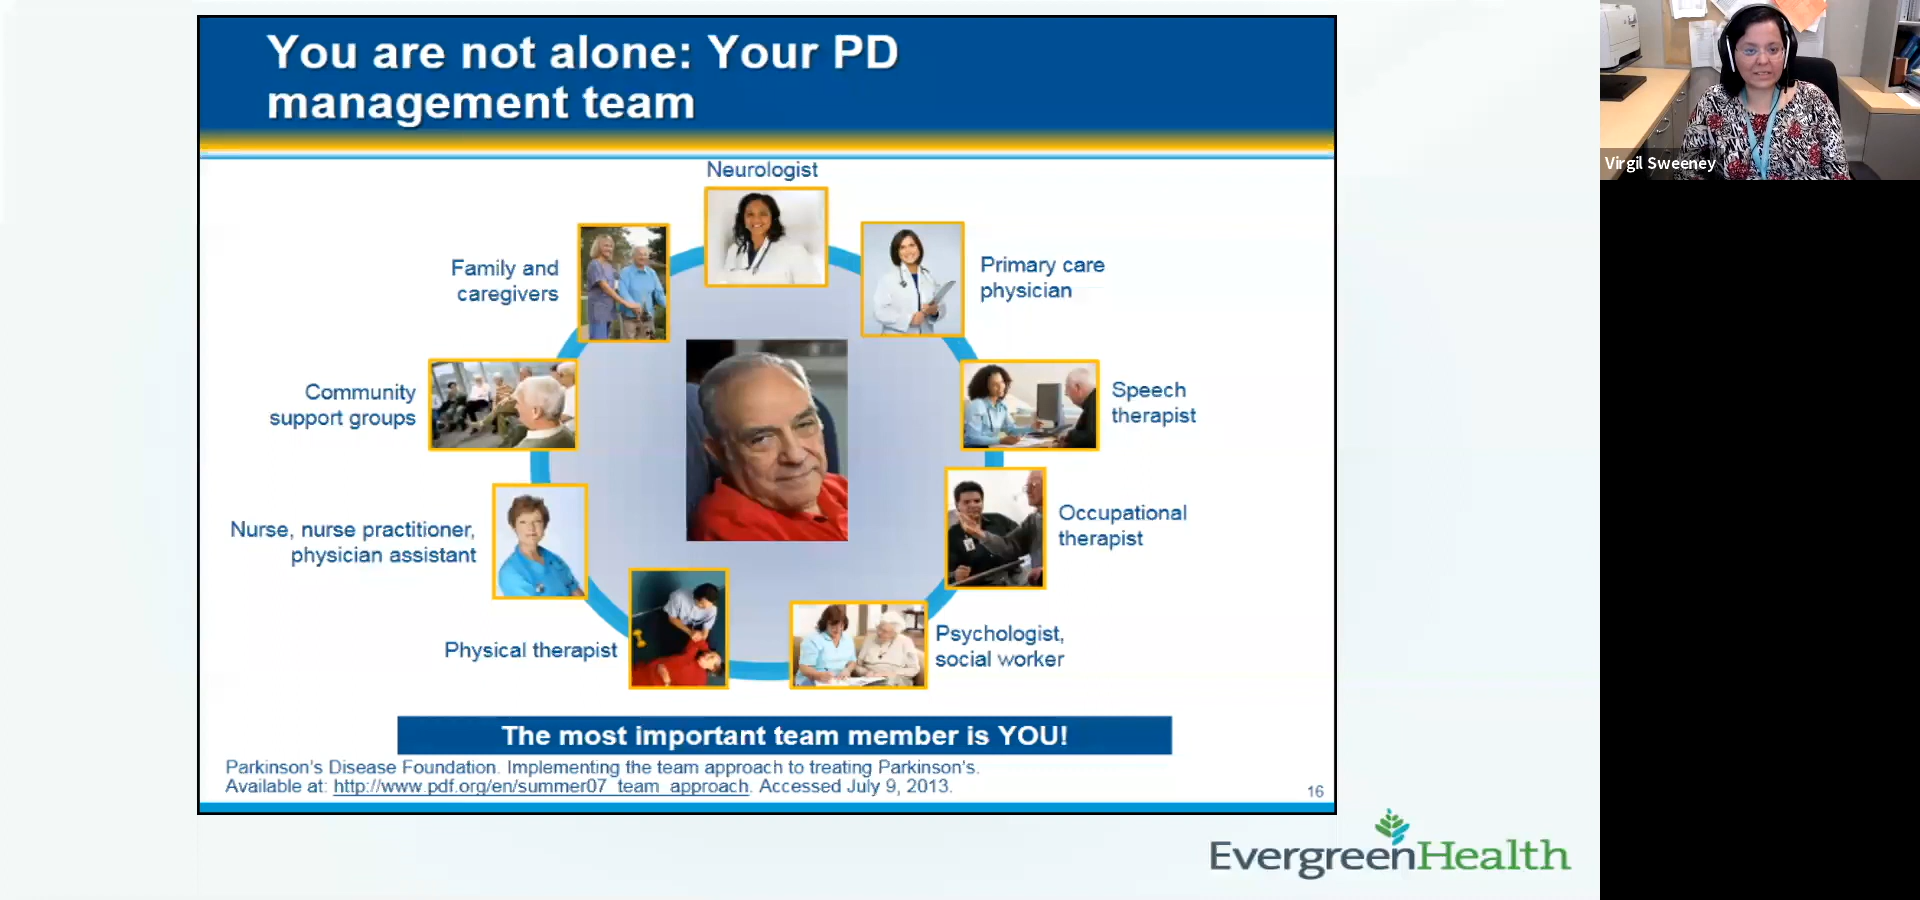 You are not alone: Your PD
management team
Neurologist
Family and
caregivers
Primary care
physician
Community
support groups
Speech
therapist
Nurse, nurse practitioner,
physician assistant
Occupational
therapist
Physical therapist
Psychologist,
social worker
The most important team member is YOU!
Parkinson's Disease Foundation. Implementing the team approach to treating Parkinson's.
Available at: http://www.pdf.org/en/summer07_team_approach. Accessed July 9, 2013.
16
EvergreenHealth
Virgil Sweeney